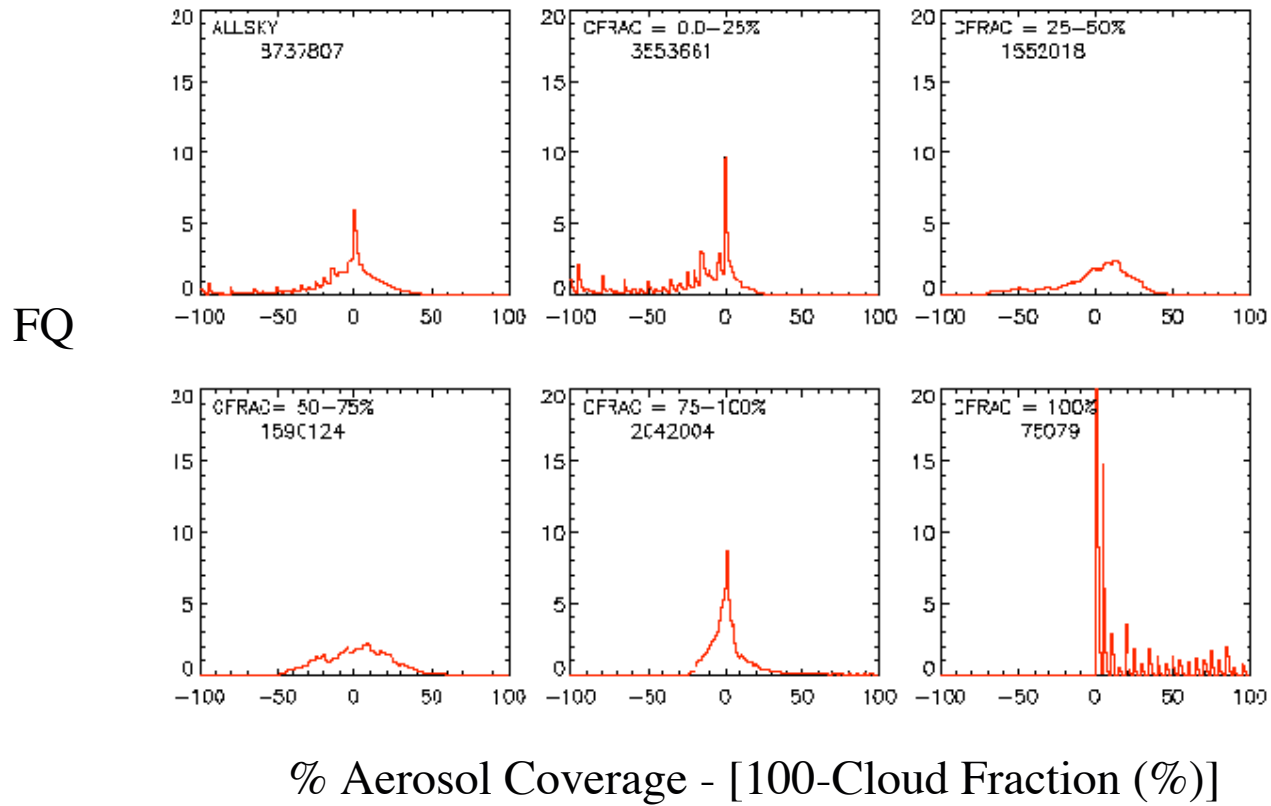 FQ
ALLSKY
8737807
20
15
10
5
0
−100 −50 0 50 100
CFRAC = 0.0−25%
3553661
20
15
10
5
0
−100 −50 0 50 100
CFRAC = 25−50%
1552018
20
15
10
5
0
−100 −50 0 50 100
CFRAC= 50−75%
1590124
20
15
10
5
0
−100 −50 0 50 100
CFRAC = 75−100%
2042004
20
15
10
5
0
−100 −50 0 50 100
CFRAC = 100%
20
15
10
5
0
−100 −50 0 50 100
% Aerosol Coverage - [100-Cloud Fraction (%)]